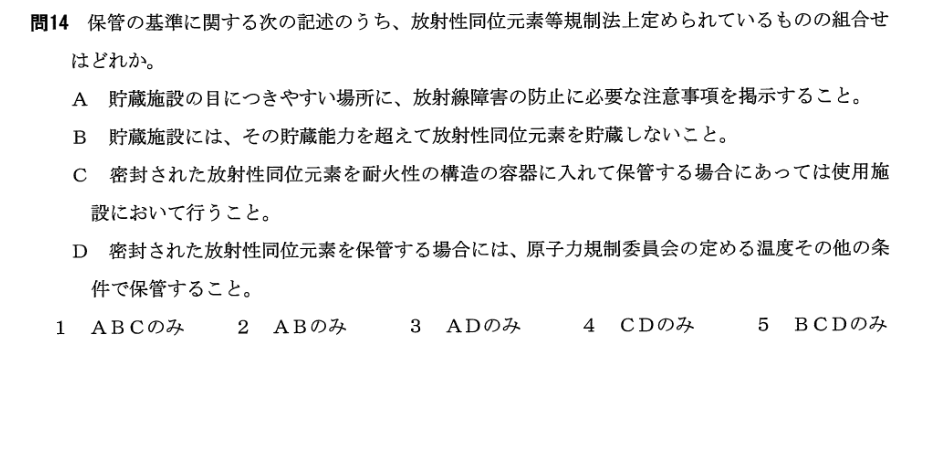 問14 保管の基準に関する次の記述のうち、放射性同位元素等規制法上定められているものの組合せ
はどれか。
A 貯蔵施設の目につきやすい場所に、放射線障害の防止に必要な注意事項を掲示すること。
B 貯蔵施設には、その貯蔵能力を超えて放射性同位元素を貯蔵しないこと。
C 密封された放射性同位元素を耐火性の構造の容器に入れて保管する場合にあっては使用施
設において行うこと。
D 密封された放射性同位元素を保管する場合には、原子力規制委員会の定める温度その他の条
件で保管すること。
1 ABCのみ 2 ABのみ 3 ADのみ 4 CDのみ 5 BCDのみ